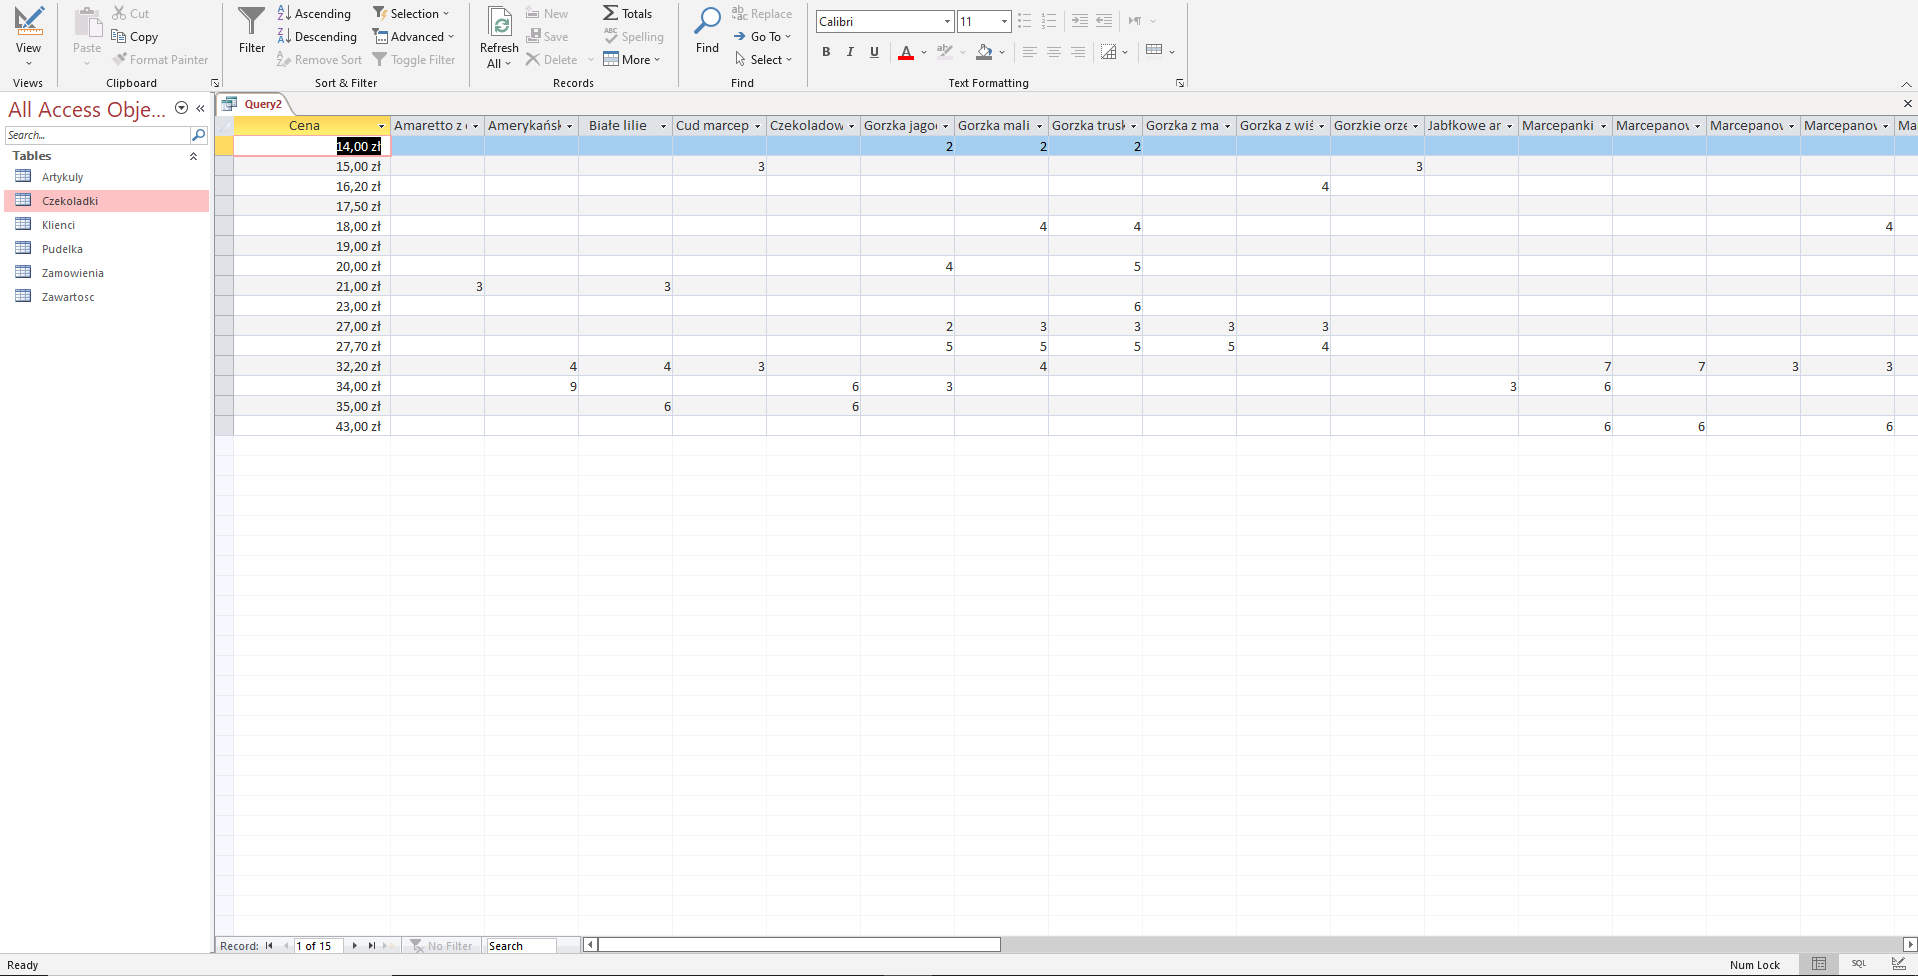 View
Views
Paste
Cut
Copy
Format Painter
Clipboard
Filter
Ascending
Descending
Remove Sort
Selection
Advanced
Toggle Filter
Sort & Filter
Refresh
All
New
Save
Delete
Totals
Spelling
More
Records
Find
Replace
Go To
Select
Find
Calibri
11
B I U
Text Formatting
All Access Obje...
Search...
Tables
Artykuly
Czekoladki
Klienci
Pudelka
Zamowienia
Zawartosc
Query2
Cena Amaretto z Amerykańsk Białe lilie Cud marcep Czekoladow Gorzka jago Gorzka mali Gorzka trusk Gorzka z ma Gorzka z wiś Gorzkie orze Jabłkowe ar Marcepanki Marcepanov Marcepanov Marcepanov Ma
14,00 zł 2 2 2
15,00 zł 3 3
16,20 zł 4
17,50 zł
18,00 zł 4 4 4
19,00 zł
20,00 zł 4 5
21,00 zł 3 3
23,00 zł 6
27,00 zł 2 3 3 3 3
27,70 zł 5 5 5 5 4
32,20 zł 4 4 3 4 7 7 3 3
34,00 zł 9 6 3 3 6
35,00 zł 6 6
43,00 zł 6 6 6
Record: 1 of 15 No Filter Search
Ready
Num Lock SQL